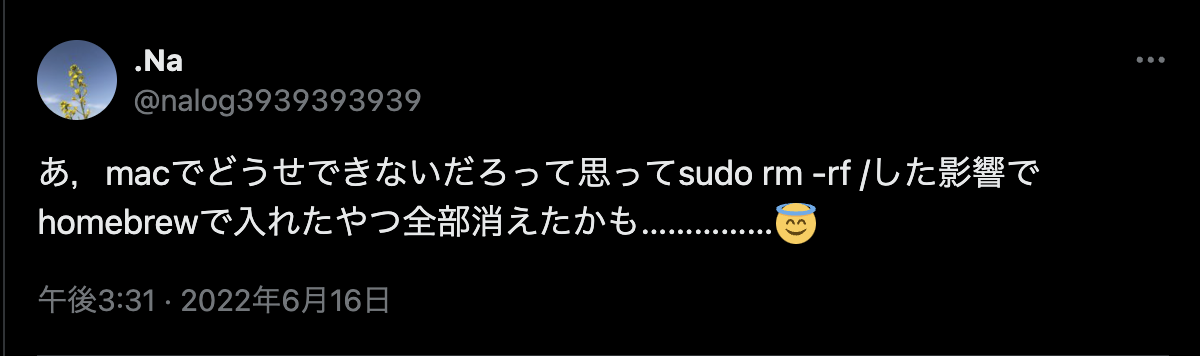 .Na
@nalog3939393939
あ，macでどうせできないだろって思ってsudo rm -rf /した影響で
homebrewで入れたやつ全部消えたかも……………😇
午後3:31 · 2022年6月16日